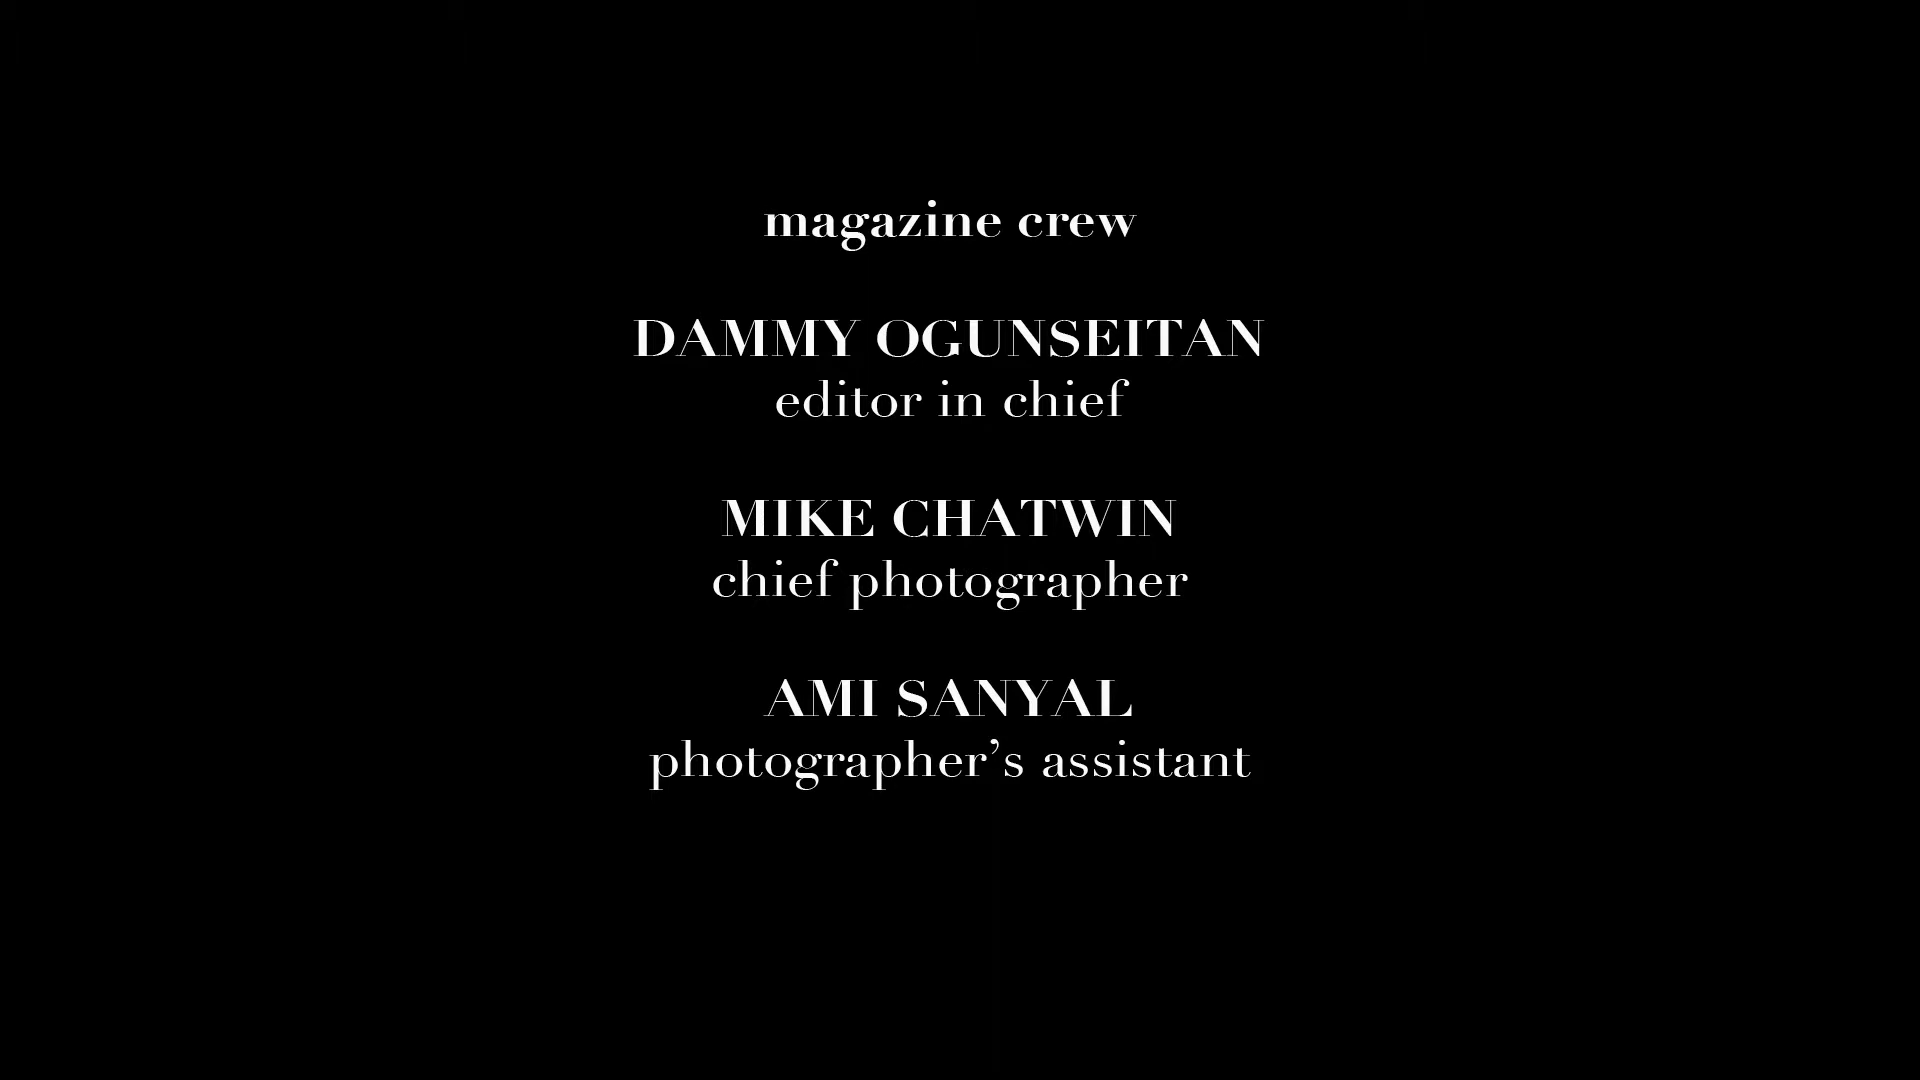 magazine crew
DAMMY OGUNSEITAN
editor in chief
MIKE CHATWIN
chief photographer
AMI SANYAL
photographer’s assistant